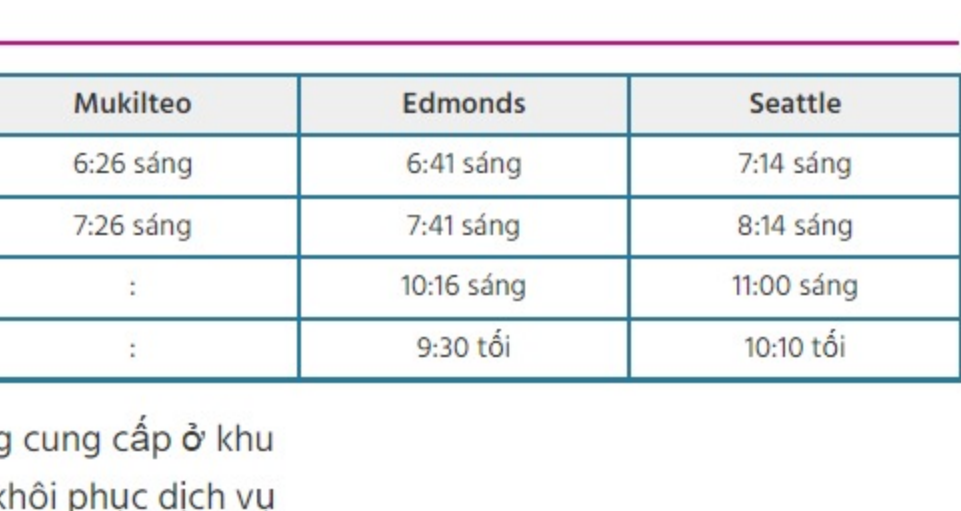 Mukilteo Edmonds Seattle
6:26 sáng 6:41 sáng 7:14 sáng
7:26 sáng 7:41 sáng 8:14 sáng
: 10:16 sáng 11:00 sáng
: 9:30 tối 10:10 tối
cung cấp ở khu
khôi phục dịch vụ